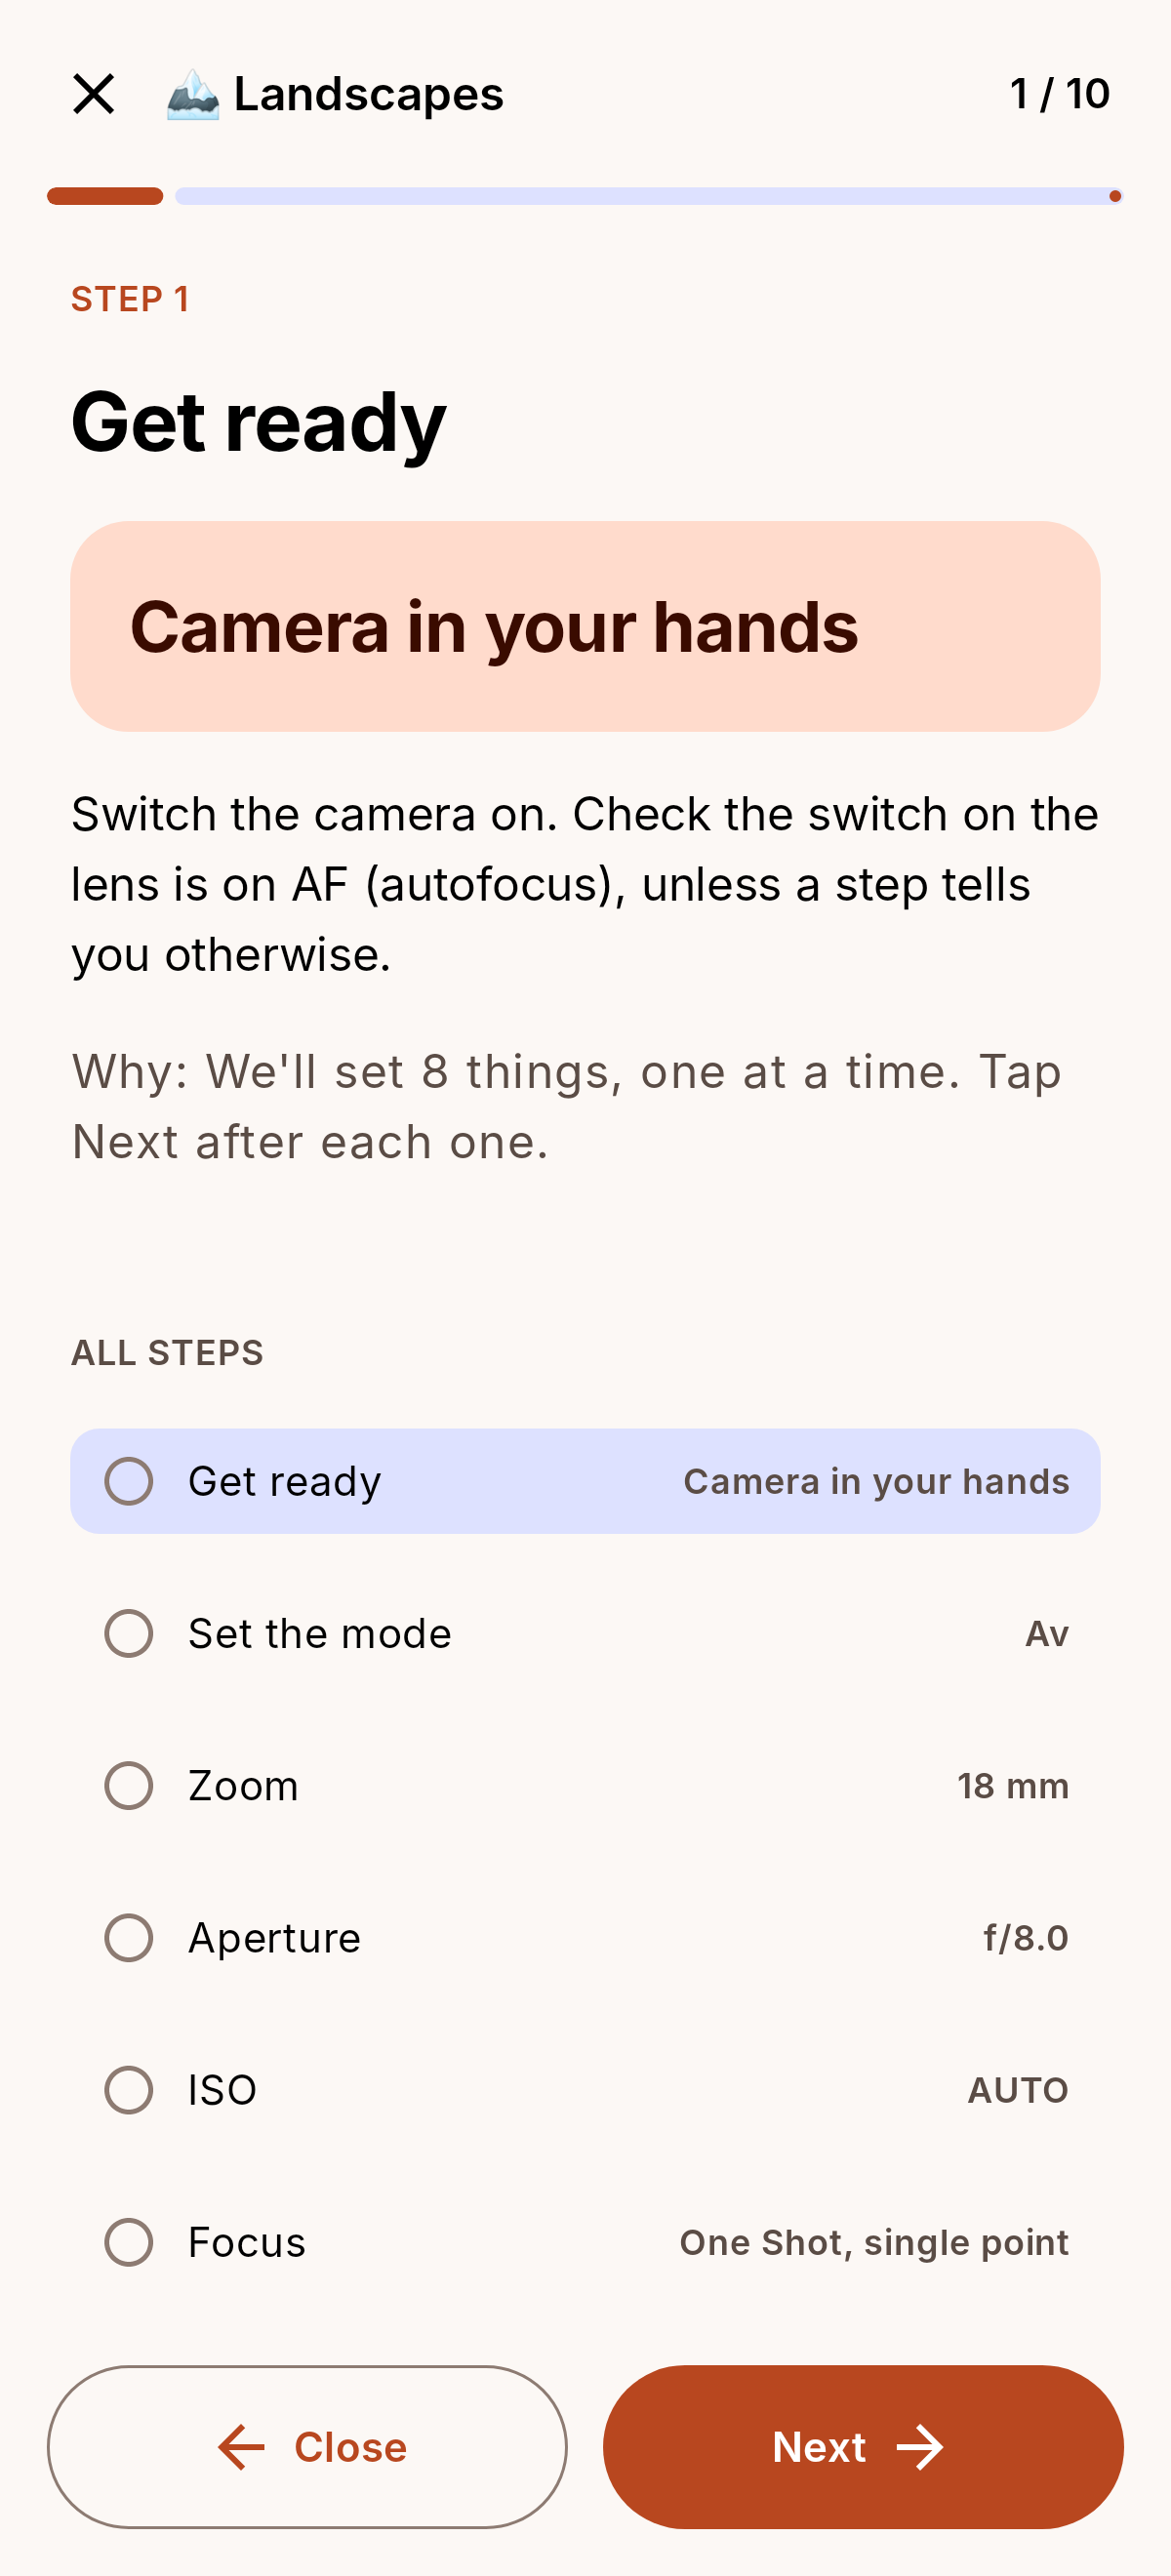 Landscapes
1 / 10
STEP 1
Get ready
Camera in your hands
Switch the camera on. Check the switch on the
lens is on AF (autofocus), unless a step tells
you otherwise.
Why: We'll set 8 things, one at a time. Tap
Next after each one.
ALL STEPS
Get ready Camera in your hands
Set the mode Av
Zoom 18 mm
Aperture f/8.0
ISO AUTO
Focus One Shot, single point
Close
Next